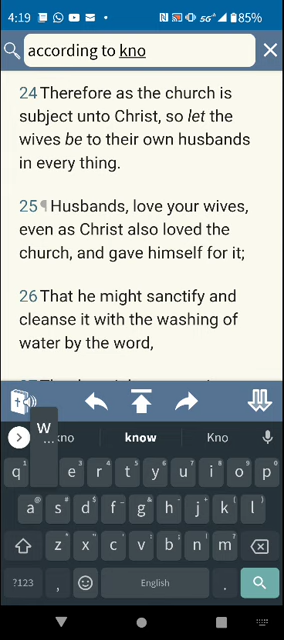 4:19
5G
85%
according to kno
24 Therefore as the church is
subject unto Christ, so let the
wives be to their own husbands
in every thing.
25 ¶ Husbands, love your wives,
even as Christ also loved the
church, and gave himself for it;
26 That he might sanctify and
cleanse it with the washing of
water by the word,
w
...
kno know Kno
q e r t y u i o p
a s d f g h j k l
@ # $ _ & - + ( )
z x c v b n m
* " ' : ; ! ?
?123 , English .